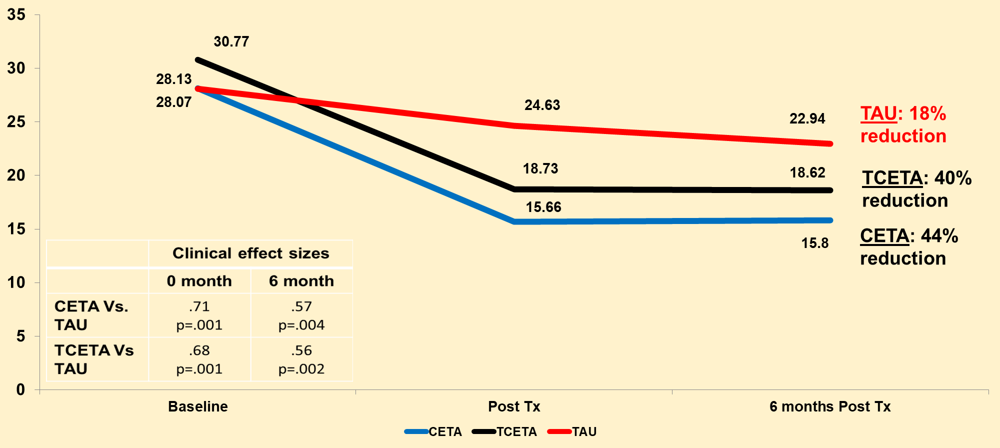 35
30
25
20
15
10
5
0
30.77
28.13
28.07
24.63
22.94
18.73
18.62
15.66
15.8
TAU: 18%
reduction
TCETA: 40%
reduction
CETA: 44%
reduction
Clinical effect sizes
0 month 6 month
CETA Vs.
TAU
.71
p=.001
.57
p=.004
TCETA Vs
TAU
.68
p=.001
.56
p=.002
Baseline Post Tx 6 months Post Tx
CETA TCETA TAU